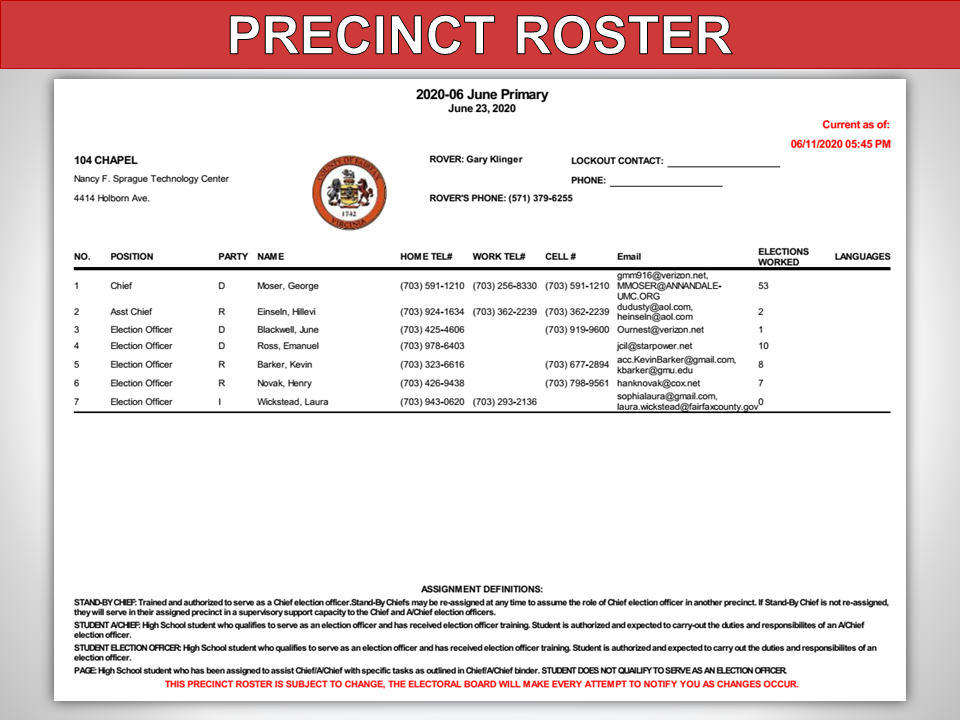 PRECINCT ROSTER
2020-06 June Primary
June 23, 2020
Current as of:
06/11/2020 05:45 PM
104 CHAPEL
Nancy F. Sprague Technology Center
4414 Holborn Ave.
COUNTY OF FAIRFAX
1742
VIRGINIA
ROVER: Gary Klinger
LOCKOUT CONTACT:
PHONE:
ROVER'S PHONE: (571) 379-6255
NO. POSITION PARTY NAME HOME TEL# WORK TEL# CELL # Email ELECTIONS WORKED LANGUAGES
1 Chief D Moser, George (703) 591-1210 (703) 256-8330 (703) 591-1210 gmm916@verizon.net, MMOSER@ANNANDALE-UMC.ORG 53
2 Asst Chief R Einseln, Hillevi (703) 924-1634 (703) 362-2239 (703) 362-2239 dudusty@aol.com, heinseln@aol.com 2
3 Election Officer D Blackwell, June (703) 425-4606 (703) 919-9600 Ournest@verizon.net 1
4 Election Officer D Ross, Emanuel (703) 978-6403 jcil@starpower.net 10
5 Election Officer R Barker, Kevin (703) 323-6616 (703) 677-2894 acc.KevinBarker@gmail.com, kbarker@gmu.edu 8
6 Election Officer R Novak, Henry (703) 426-9438 (703) 798-9561 hanknovak@cox.net 7
7 Election Officer I Wickstead, Laura (703) 943-0620 (703) 293-2136 sophialaura@gmail.com, laura.wickstead@fairfaxcounty.gov 0
ASSIGNMENT DEFINITIONS:
STAND-BY CHIEF: Trained and authorized to serve as a Chief election officer.Stand-By Chiefs may be re-assigned at any time to assume the role of Chief election officer in another precinct. If Stand-By Chief is not re-assigned,
they will serve in their assigned precinct in a supervisory support capacity to the Chief and A/Chief election officers.
STUDENT A/CHIEF: High School student who qualifies to serve as an election officer and has received election officer training. Student is authorized and expected to carry-out the duties and responsibilites of an A/Chief
election officer.
STUDENT ELECTION OFFICER: High School student who qualifies to serve as an election officer and has received election officer training. Student is authorized and expected to carry out the duties and responsibilites of an
election officer.
PAGE: High School student who has been assigned to assist Chief/A/Chief with specific tasks as outlined in Chief/A/Chief binder. STUDENT DOES NOT QUALIFY TO SERVE AS AN ELECTION OFFICER.
THIS PRECINCT ROSTER IS SUBJECT TO CHANGE, THE ELECTORAL BOARD WILL MAKE EVERY ATTEMPT TO NOTIFY YOU AS CHANGES OCCUR.